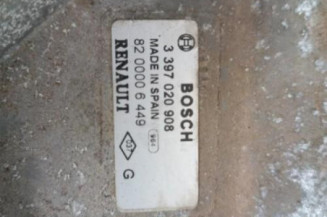 BOSCH
3 397 020 908
MADE IN SPAIN
82 0000 6 449
RENAULT
G